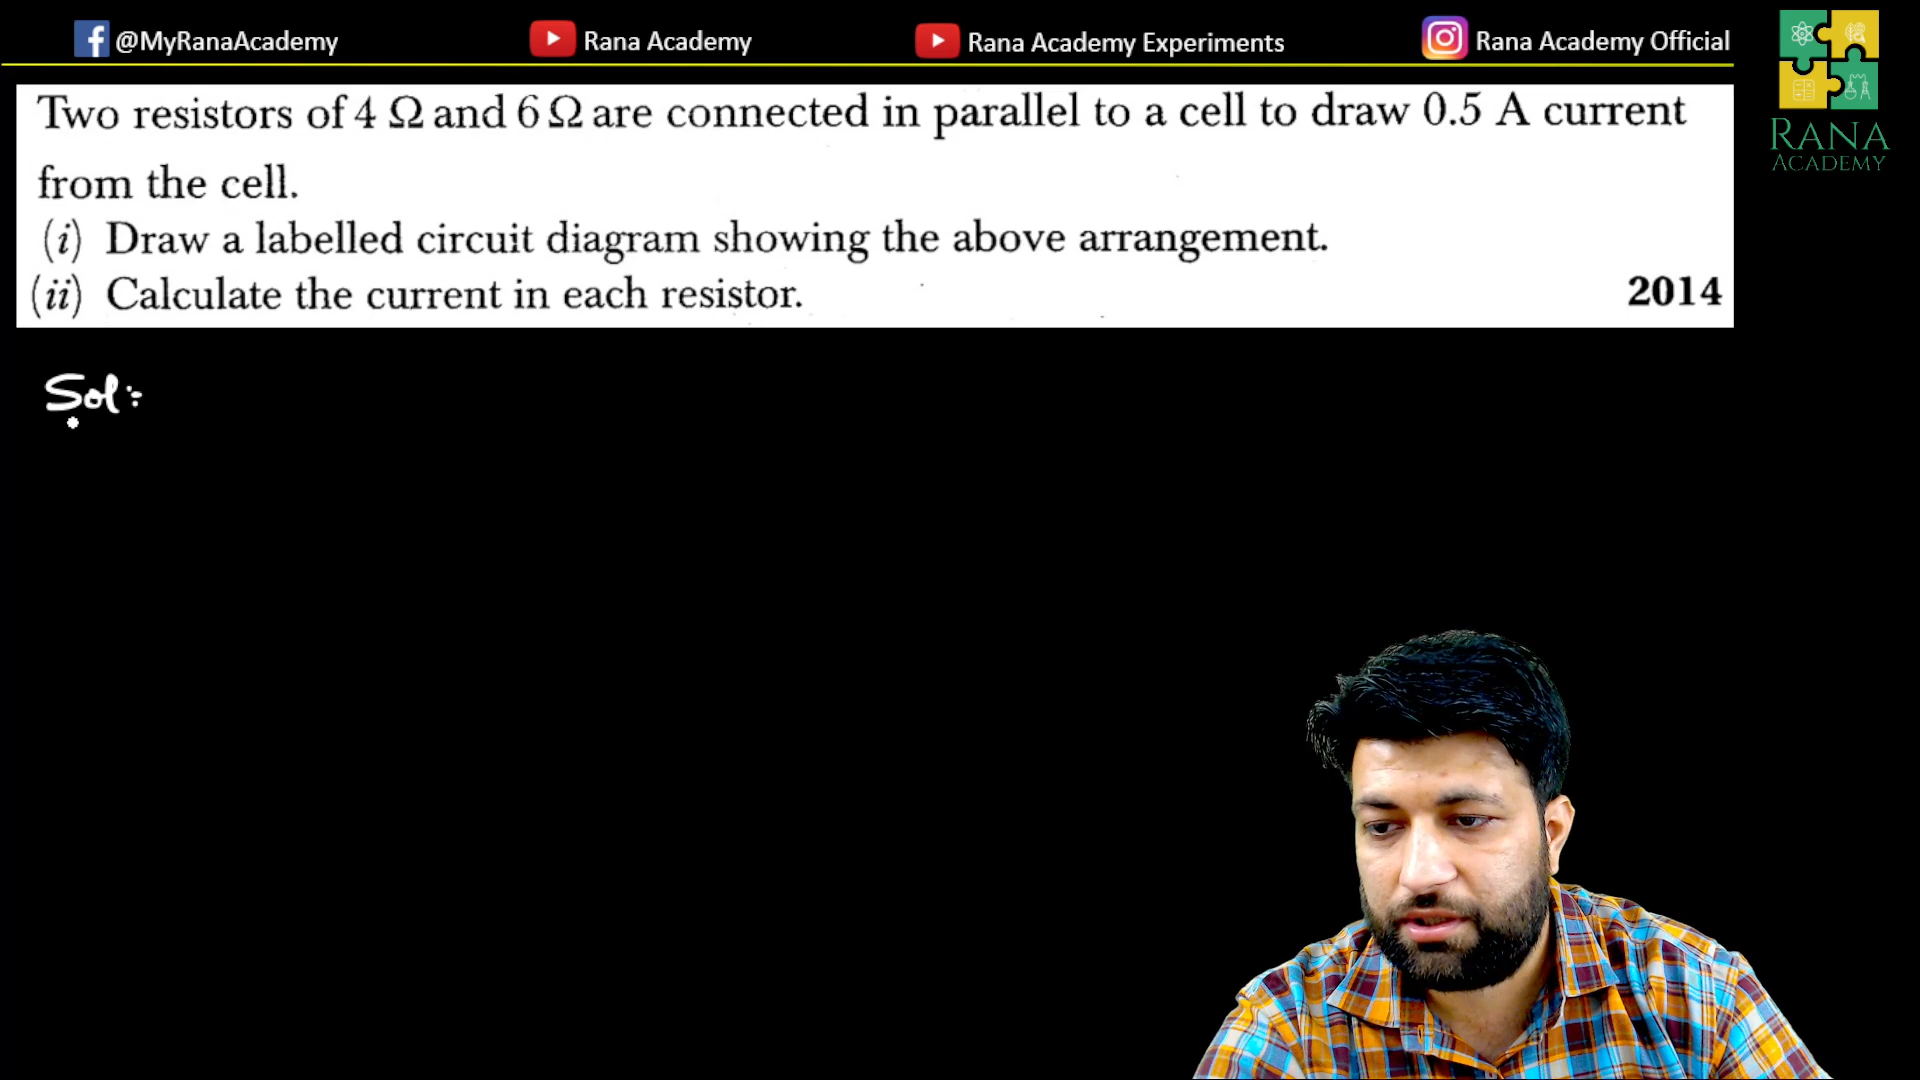 @MyRanaAcademy
Rana Academy
Rana Academy Experiments
Rana Academy Official
RANA
ACADEMY
Two resistors of 4 Ω and 6 Ω are connected in parallel to a cell to draw 0.5 A current
from the cell.
(i) Draw a labelled circuit diagram showing the above arrangement.
(ii) Calculate the current in each resistor. 2014
Sol: